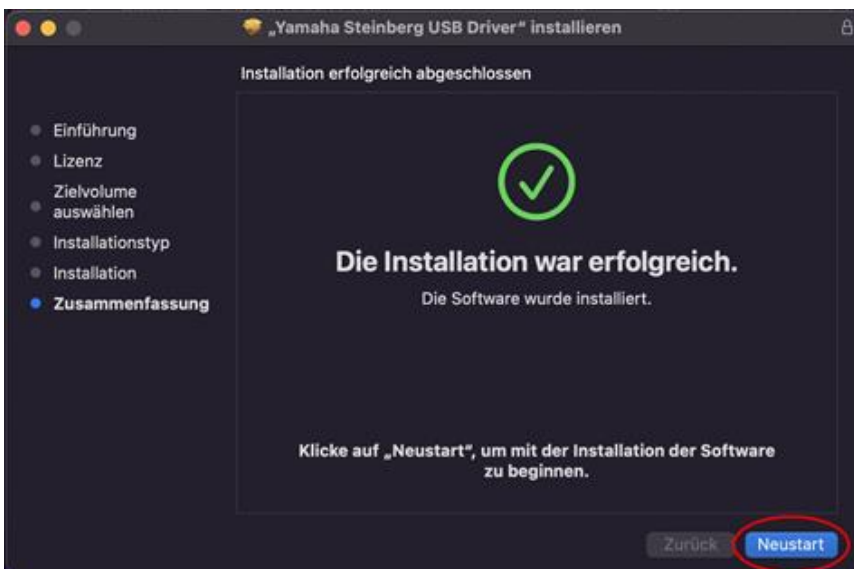 „Yamaha Steinberg USB Driver“ installieren
Installation erfolgreich abgeschlossen
Einführung
Lizenz
Zielvolume
auswählen
Installationstyp
Installation
Zusammenfassung
Die Installation war erfolgreich.
Die Software wurde installiert.
Klicke auf „Neustart“, um mit der Installation der Software
zu beginnen.
Zurück
Neustart